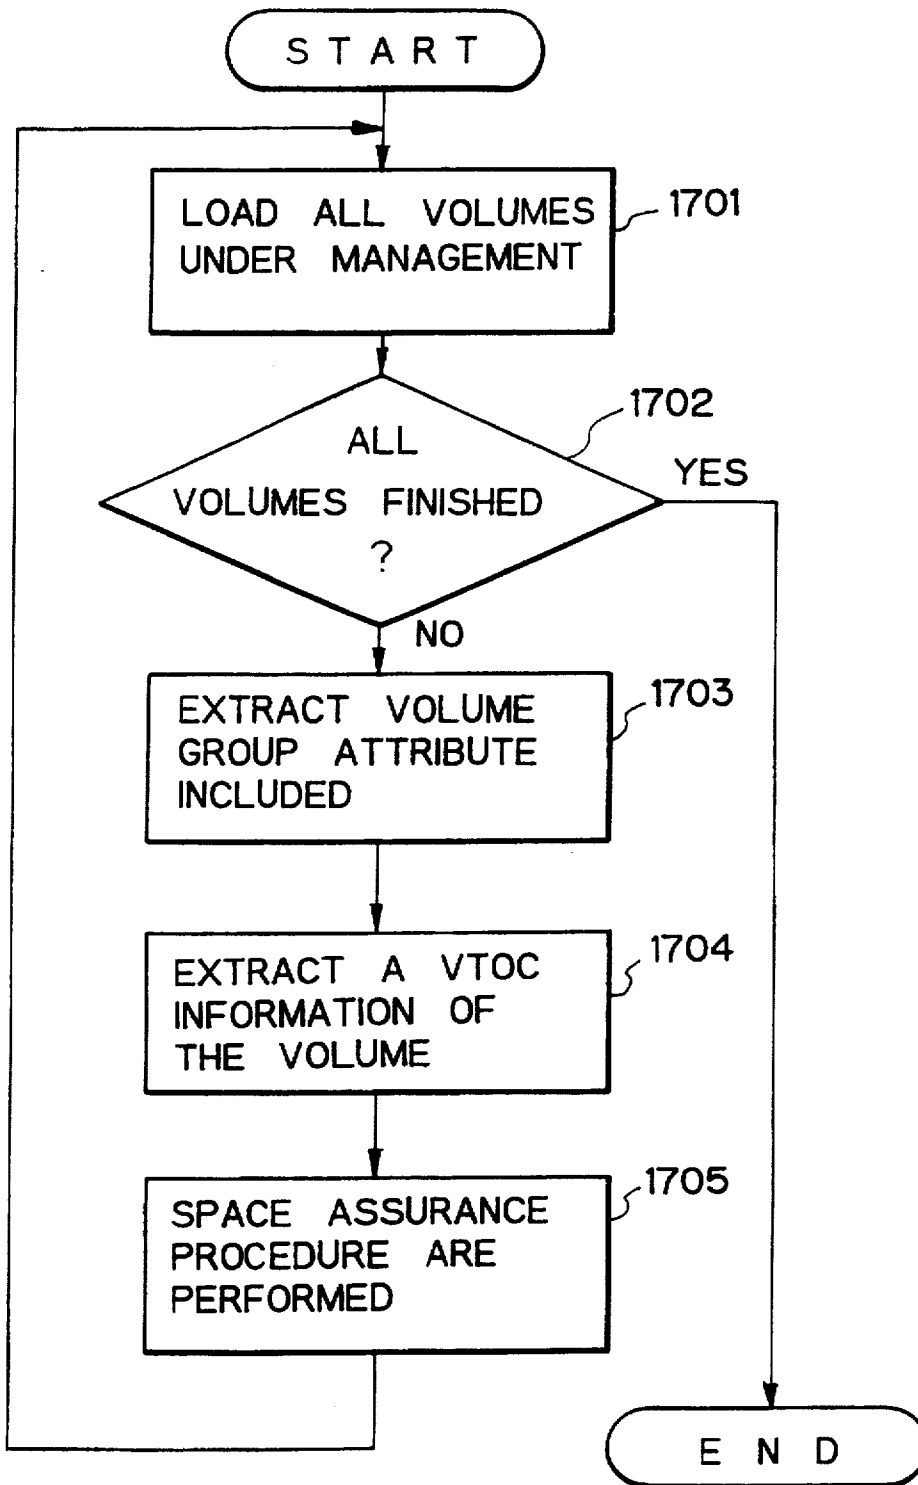 START
LOAD ALL VOLUMES
UNDER MANAGEMENT
1701
1702
ALL
VOLUMES FINISHED
?
YES
NO
EXTRACT VOLUME
GROUP ATTRIBUTE
INCLUDED
1703
EXTRACT A VTOC
INFORMATION OF
THE VOLUME
1704
SPACE ASSURANCE
PROCEDURE ARE
PERFORMED
1705
END